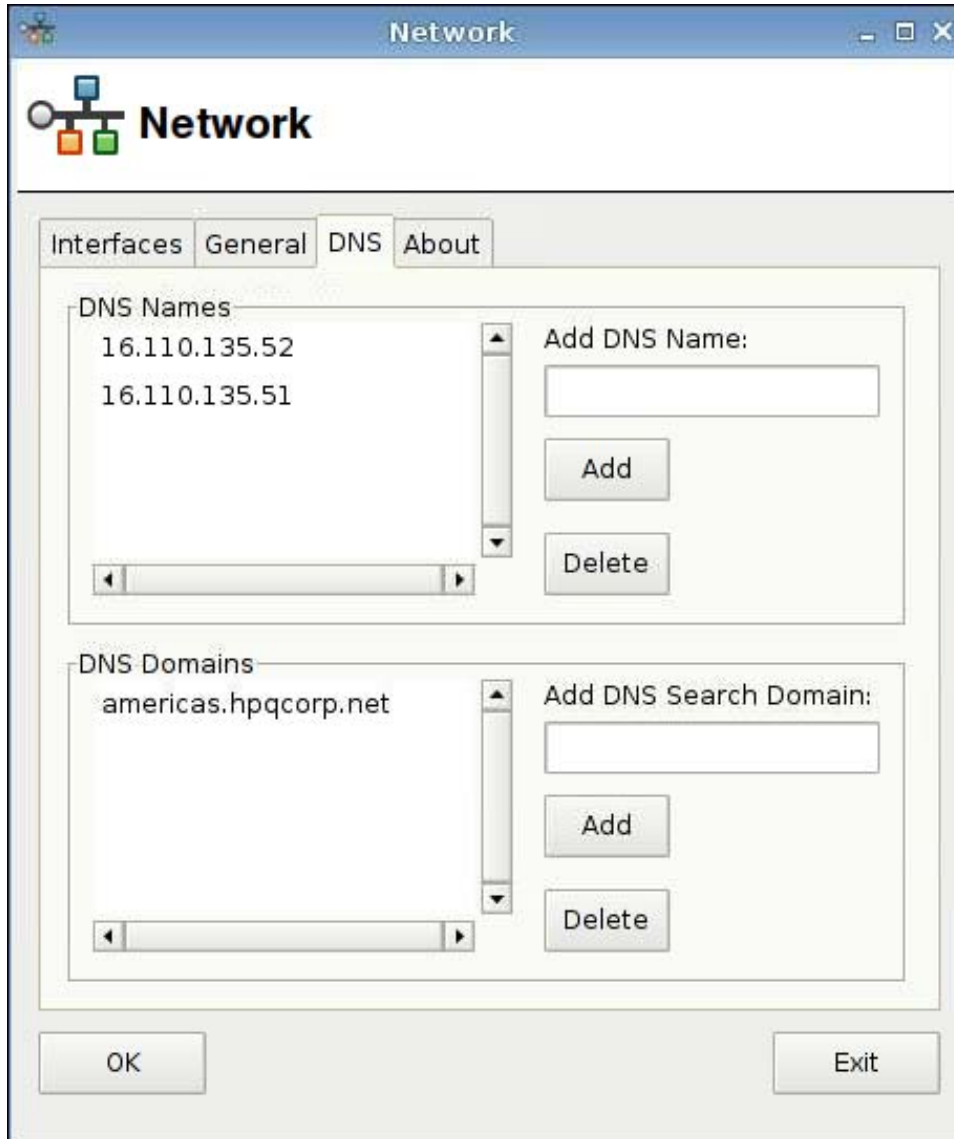 Network
Network
Interfaces General DNS About
DNS Names
16.110.135.52
16.110.135.51
Add DNS Name:
Add
Delete
DNS Domains
americas.hpqcorp.net
Add DNS Search Domain:
Add
Delete
OK
Exit